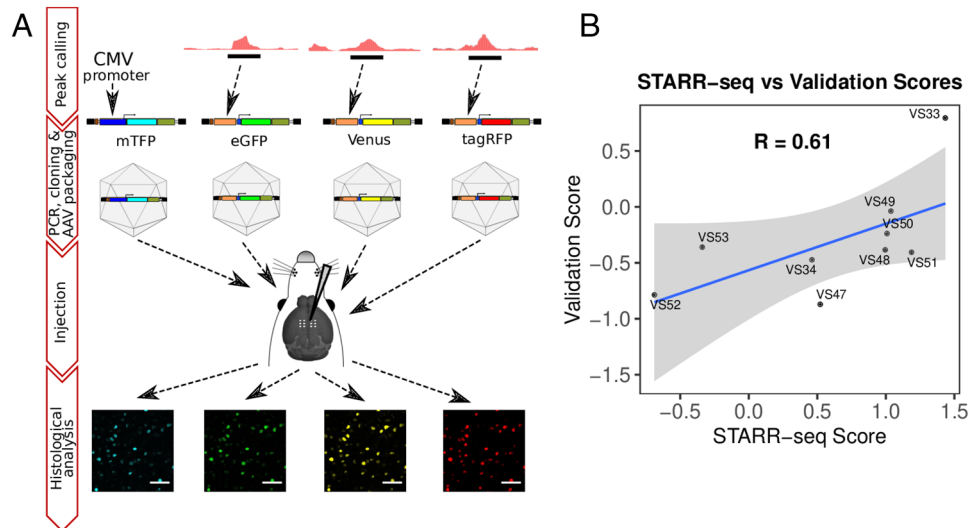 A
Peak calling
PCR, cloning &
AAV packaging
Injection
Histological
analysis
CMV
promoter
mTFP
eGFP
Venus
tagRFP
B
STARR-seq vs Validation Scores
R = 0.61
VS33
VS49
VS50
VS53
VS48
VS51
VS34
VS47
VS52
Validation Score
0.5
0.0
−0.5
−1.0
−1.5
−0.5
0.0
0.5
1.0
1.5
STARR-seq Score